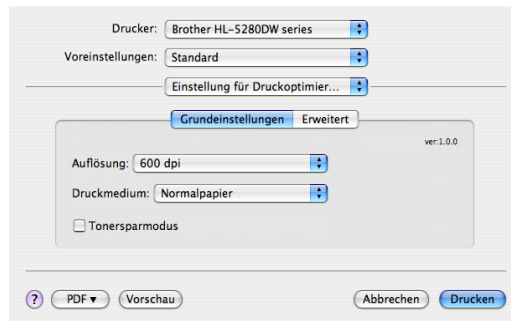 Drucker: Brother HL-5280DW series
Voreinstellungen: Standard
Einstellung für Druckoptimier...
Grundeinstellungen Erweitert
ver:1.0.0
Auflösung: 600 dpi
Druckmedium: Normalpapier
Tonersparmodus
? PDF ▼ Vorschau Abbrechen Drucken